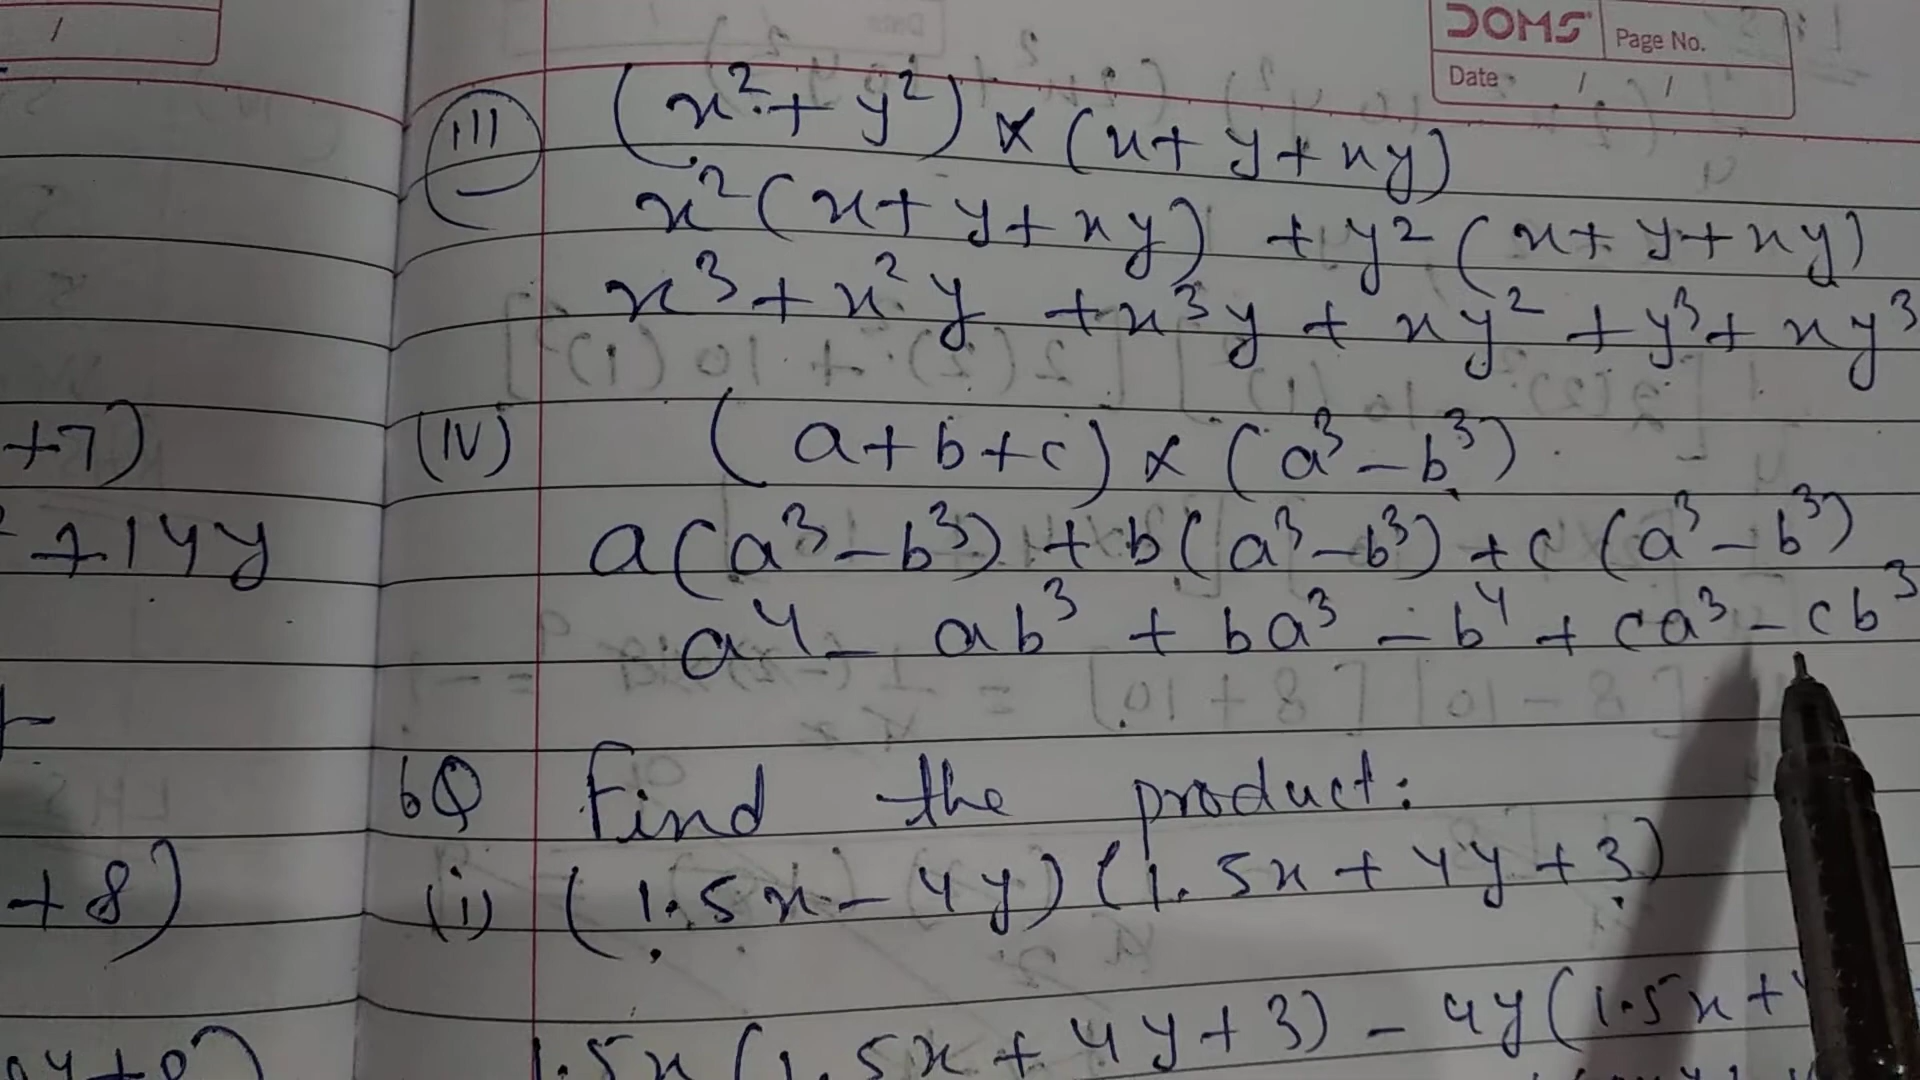 DOMS Page No.
Date / /
/
(iii) (x² + y²) × (x + y + xy)
x² (x + y + xy) + y² (x + y + xy)
x³ + x²y + x³y + xy² + y³ + xy³
+7)
(iv) (a + b + c) × (a³ - b³)
+14y
a (a³ - b³) + b (a³ - b³) + c (a³ - b³)
a⁴ - ab³ + ba³ - b⁴ + ca³ - cb³
6Q Find the product:
+8)
(i) (1.5x - 4y) (1.5x + 4y + 3)
1.5x (1.5x + 4y + 3) - 4y (1.5x +